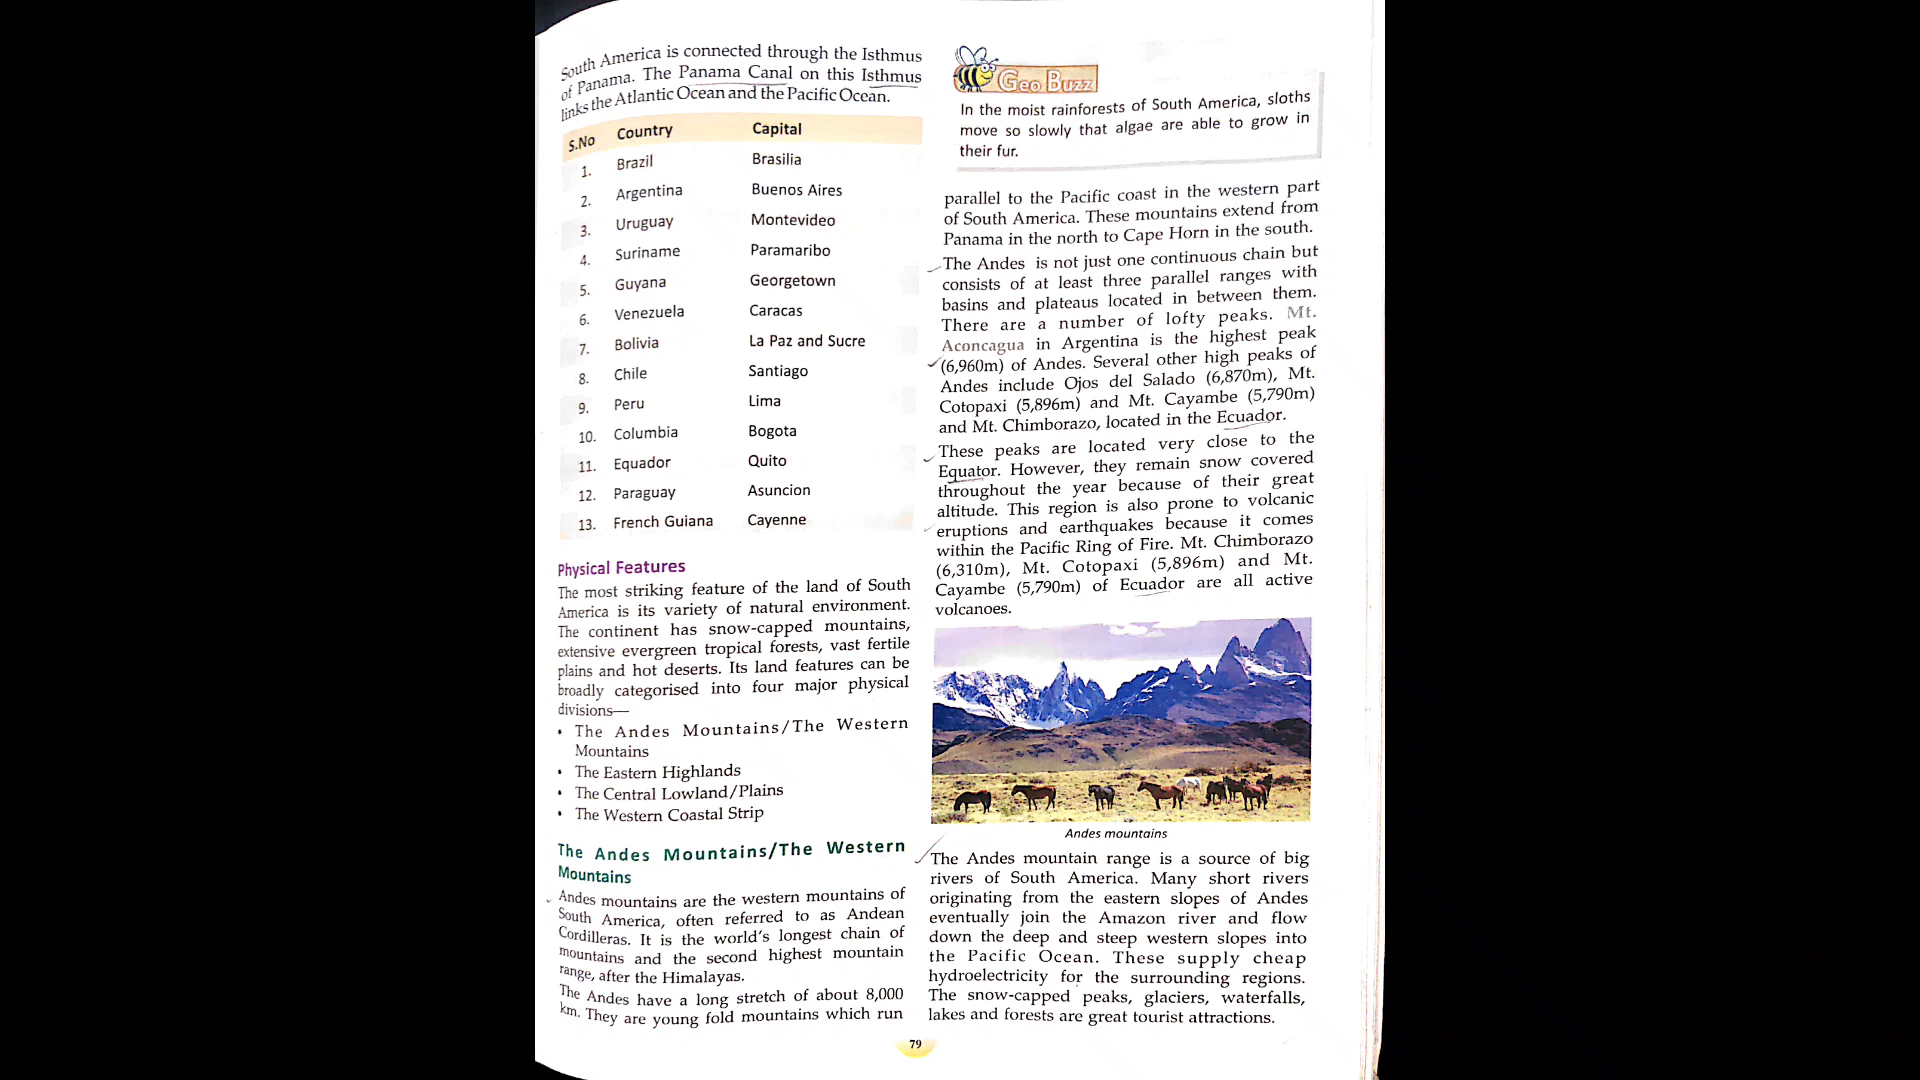 South America is connected through the Isthmus
of Panama. The Panama Canal on this Isthmus
links the Atlantic Ocean and the Pacific Ocean.
S.No Country Capital
1. Brazil Brasilia
2. Argentina Buenos Aires
3. Uruguay Montevideo
4. Suriname Paramaribo
5. Guyana Georgetown
6. Venezuela Caracas
7. Bolivia La Paz and Sucre
8. Chile Santiago
9. Peru Lima
10. Columbia Bogota
11. Equador Quito
12. Paraguay Asuncion
13. French Guiana Cayenne
Physical Features
The most striking feature of the land of South
America is its variety of natural environment.
The continent has snow-capped mountains,
extensive evergreen tropical forests, vast fertile
plains and hot deserts. Its land features can be
broadly categorised into four major physical
divisions—
• The Andes Mountains/The Western
Mountains
• The Eastern Highlands
• The Central Lowland/Plains
• The Western Coastal Strip
The Andes Mountains/The Western
Mountains
Andes mountains are the western mountains of
South America, often referred to as Andean
Cordilleras. It is the world's longest chain of
mountains and the second highest mountain
range, after the Himalayas.
The Andes have a long stretch of about 8,000
km. They are young fold mountains which run
Geo Buzz
In the moist rainforests of South America, sloths
move so slowly that algae are able to grow in
their fur.
parallel to the Pacific coast in the western part
of South America. These mountains extend from
Panama in the north to Cape Horn in the south.
The Andes is not just one continuous chain but
consists of at least three parallel ranges with
basins and plateaus located in between them.
There are a number of lofty peaks. Mt.
Aconcagua in Argentina is the highest peak
(6,960m) of Andes. Several other high peaks of
Andes include Ojos del Salado (6,870m), Mt.
Cotopaxi (5,896m) and Mt. Cayambe (5,790m)
and Mt. Chimborazo, located in the Ecuador.
These peaks are located very close to the
Equator. However, they remain snow covered
throughout the year because of their great
altitude. This region is also prone to volcanic
eruptions and earthquakes because it comes
within the Pacific Ring of Fire. Mt. Chimborazo
(6,310m), Mt. Cotopaxi (5,896m) and Mt.
Cayambe (5,790m) of Ecuador are all active
volcanoes.
Andes mountains
The Andes mountain range is a source of big
rivers of South America. Many short rivers
originating from the eastern slopes of Andes
eventually join the Amazon river and flow
down the deep and steep western slopes into
the Pacific Ocean. These supply cheap
hydroelectricity for the surrounding regions.
The snow-capped peaks, glaciers, waterfalls,
lakes and forests are great tourist attractions.
79